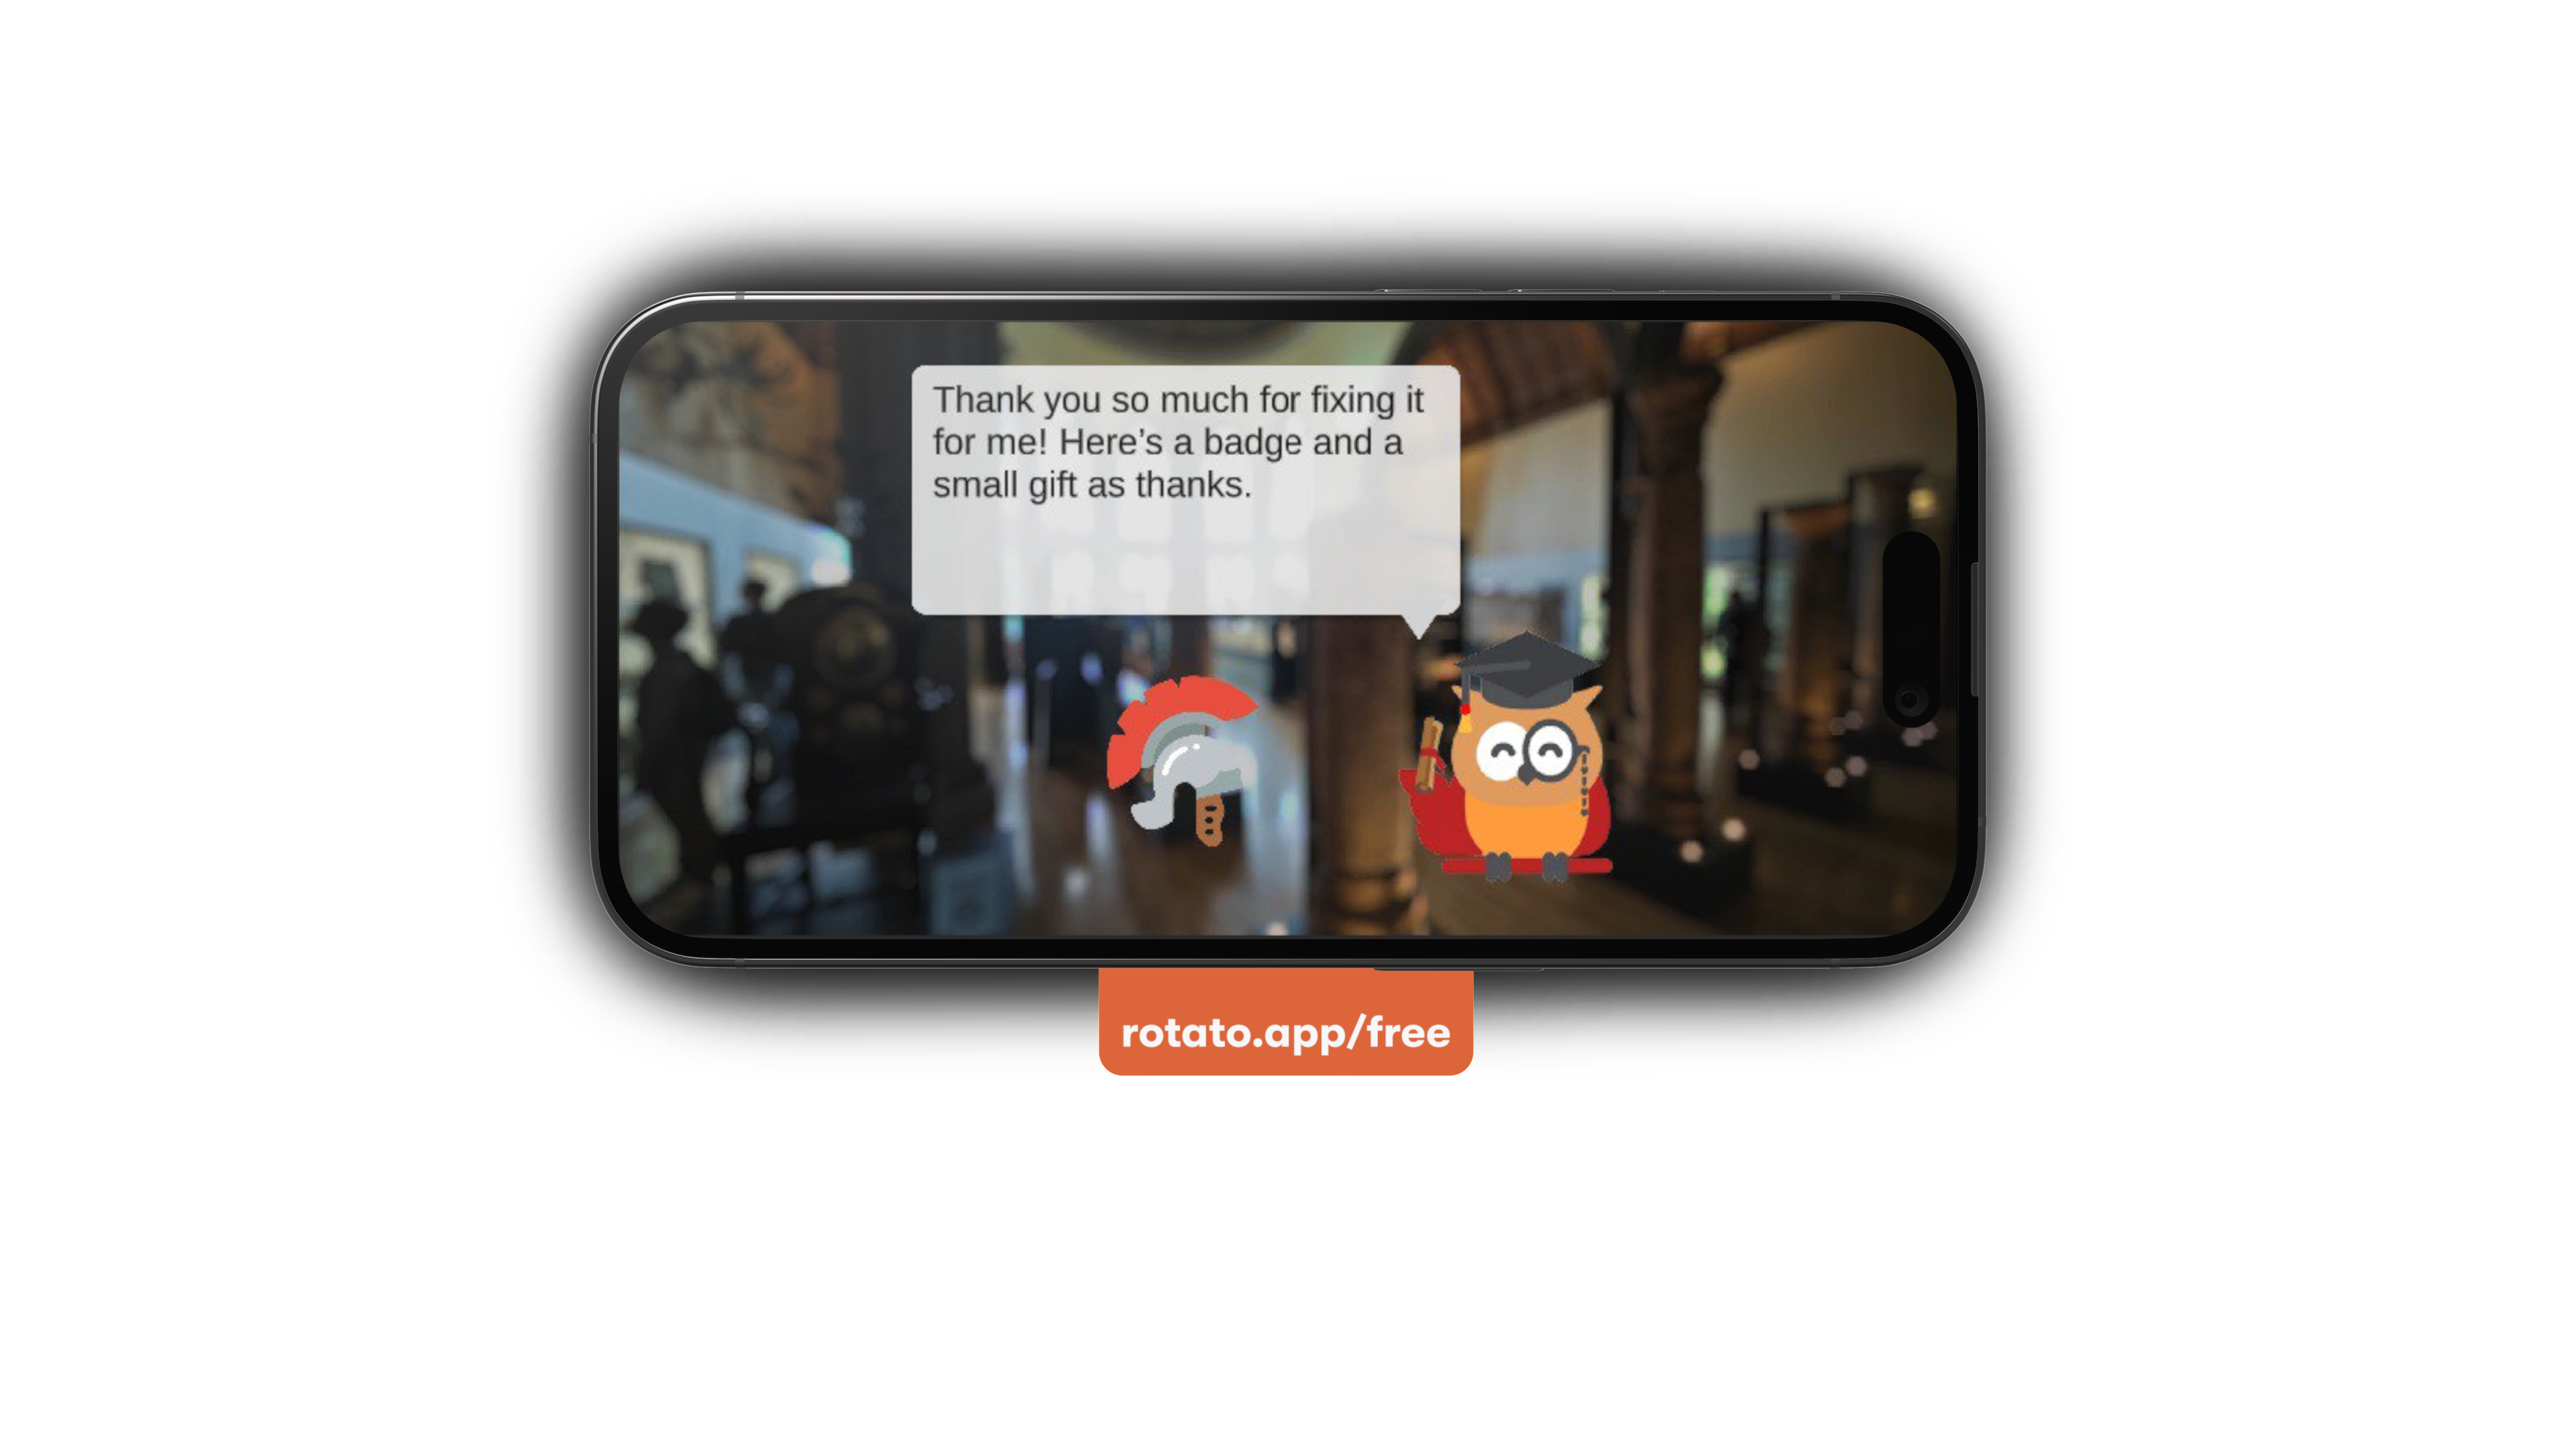 Thank you so much for fixing it
for me! Here’s a badge and a
small gift as thanks.
rotato.app/free